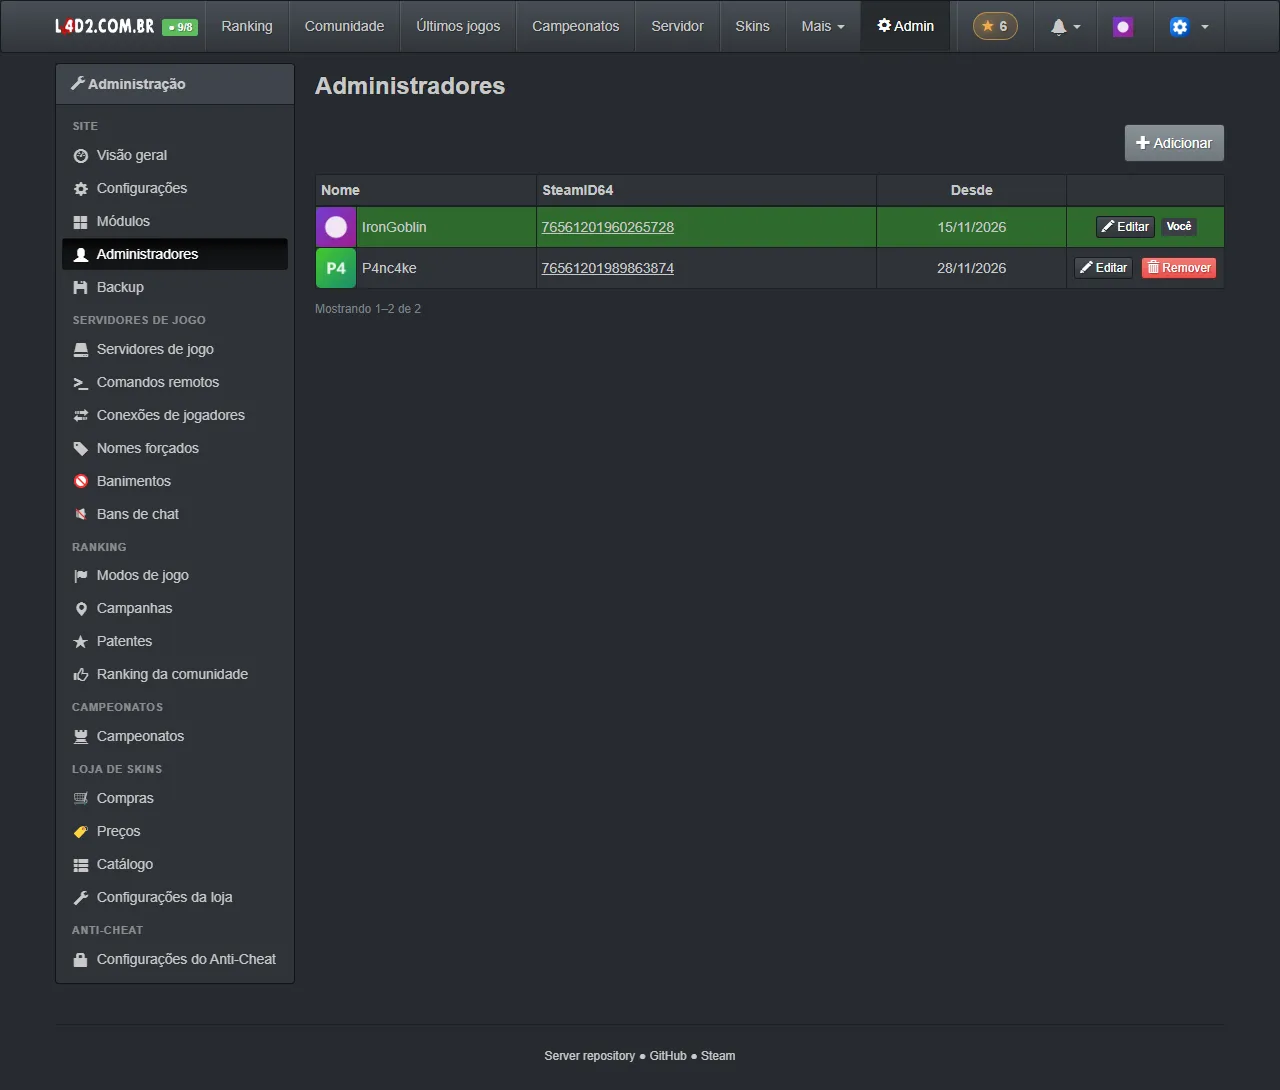 L4D2.COM.BR ● 9/8 Ranking Comunidade Últimos jogos Campeonatos Servidor Skins Mais Admin ★ 6
Administração
SITE
Visão geral
Configurações
Módulos
Administradores
Backup
SERVIDORES DE JOGO
Servidores de jogo
Comandos remotos
Conexões de jogadores
Nomes forçados
Banimentos
Bans de chat
RANKING
Modos de jogo
Campanhas
Patentes
Ranking da comunidade
CAMPEONATOS
Campeonatos
LOJA DE SKINS
Compras
Preços
Catálogo
Configurações da loja
ANTI-CHEAT
Configurações do Anti-Cheat
Administradores
Adicionar
Nome SteamID64 Desde
IronGoblin 76561201960265728 15/11/2026 Editar Você
P4 P4nc4ke 76561201989863874 28/11/2026 Editar Remover
Mostrando 1–2 de 2
Server repository ● GitHub ● Steam